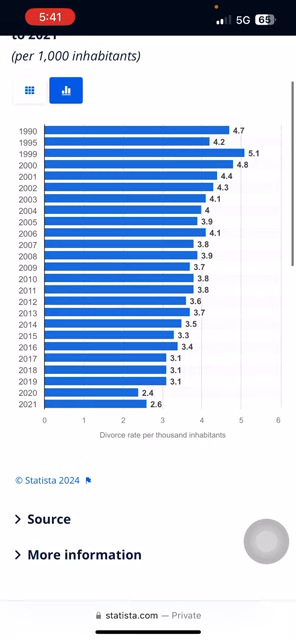 5:41
5G 65
to 2021
(per 1,000 inhabitants)
1990 4.7
1995 4.2
1999 5.1
2000 4.8
2001 4.4
2002 4.3
2003 4.1
2004 4
2005 3.9
2006 4.1
2007 3.8
2008 3.9
2009 3.7
2010 3.8
2011 3.8
2012 3.6
2013 3.7
2014 3.5
2015 3.3
2016 3.4
2017 3.1
2018 3.1
2019 3.1
2020 2.4
2021 2.6
0 1 2 3 4 5 6
Divorce rate per thousand inhabitants
© Statista 2024
Source
More information
statista.com — Private